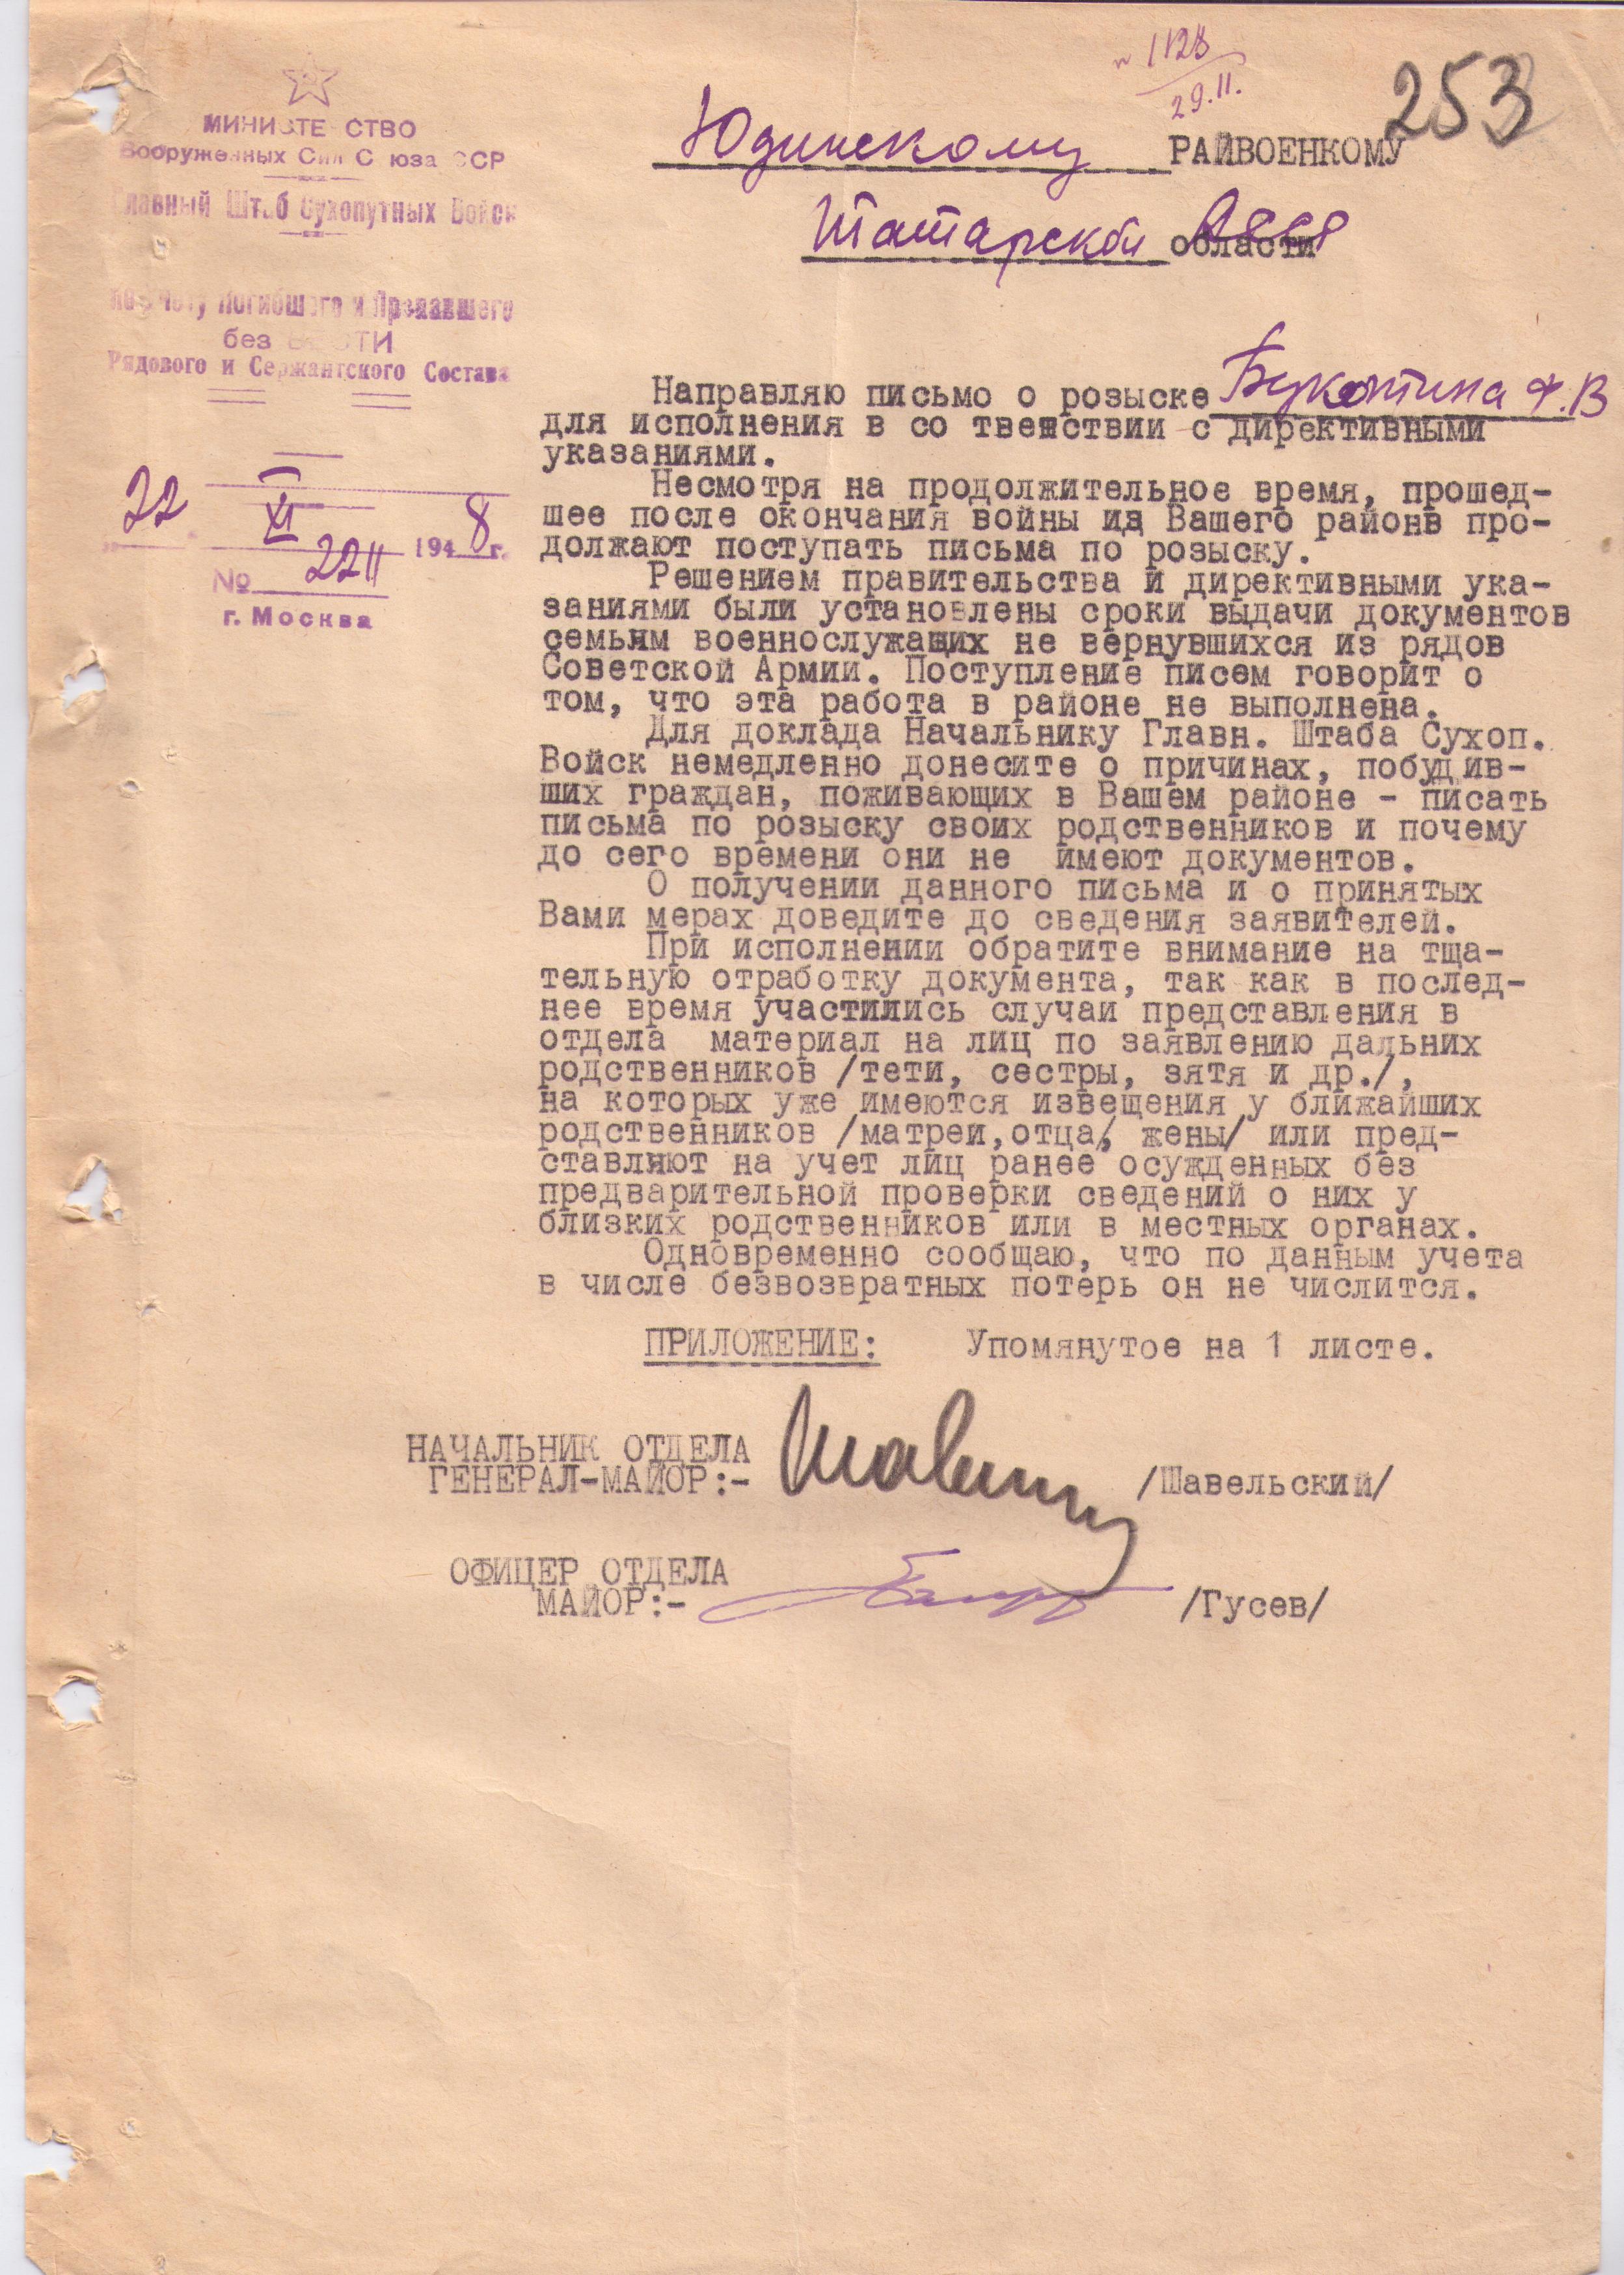 № 1128
29.11.
253
МИНИСТЕ СТВО
Вооруженных Сил С юза ССР
Главный Штаб Сухопутных Войск
по учету Погибшего и Пропавшего
без ВЕСТИ
Рядового и Сержантского Состава
22 XI 1948 г.
№ 2211
г. Москва
Юдинскому РАЙВОЕНКОМУ
Татарской области АССР
Направляю письмо о розыске Ф.В
для исполнения в со тветствии с директивными
указаниями.
Несмотря на продолжительное время, прошед-
шее после окончания войны из Вашего района про-
должают поступать письма по розыску.
Решением правительства и директивными ука-
заниями были установлены сроки выдачи документов
семьям военнослужащих не вернувшихся из рядов
Советской Армии. Поступление писем говорит о
том, что эта работа в районе не выполнена.
Для доклада Начальнику Главн. Штаба Сухоп.
Войск немедленно донесите о причинах, побудив-
ших граждан, поживающих в Вашем районе - писать
письма по розыску своих родственников и почему
до сего времени они не имеют документов.
О получении данного письма и о принятых
Вами мерах доведите до сведения заявителей.
При исполнении обратите внимание на тща-
тельную отработку документа, так как в послед-
нее время участились случаи представления в
отдела материал на лиц по заявлению дальних
родственников /тети, сестры, зятя и др./,
на которых уже имеются извещения у ближайших
родственников /матреи,отца, жены/ или пред-
ставляют на учет лиц ранее осужденных без
предварительной проверки сведений о них у
близких родственников или в местных органах.
Одновременно сообщаю, что по данным учета
в числе безвозвратных потерь он не числится.
ПРИЛОЖЕНИЕ: Упомянутое на 1 листе.
НАЧАЛЬНИК ОТДЕЛА
ГЕНЕРАЛ-МАЙОР:- /Шавельский/
ОФИЦЕР ОТДЕЛА
МАЙОР:- /Гусев/